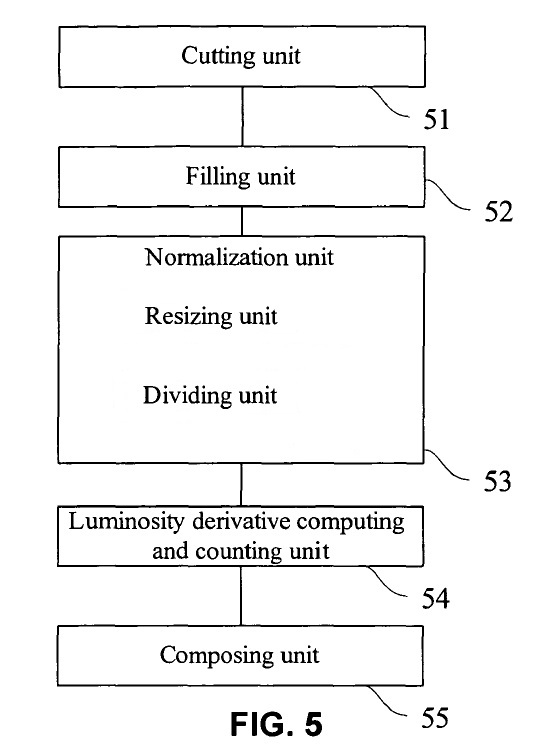 Cutting unit
51
Filling unit
52
Normalization unit
Resizing unit
Dividing unit
53
Luminosity derivative computing
and counting unit
54
Composing unit
55
FIG. 5